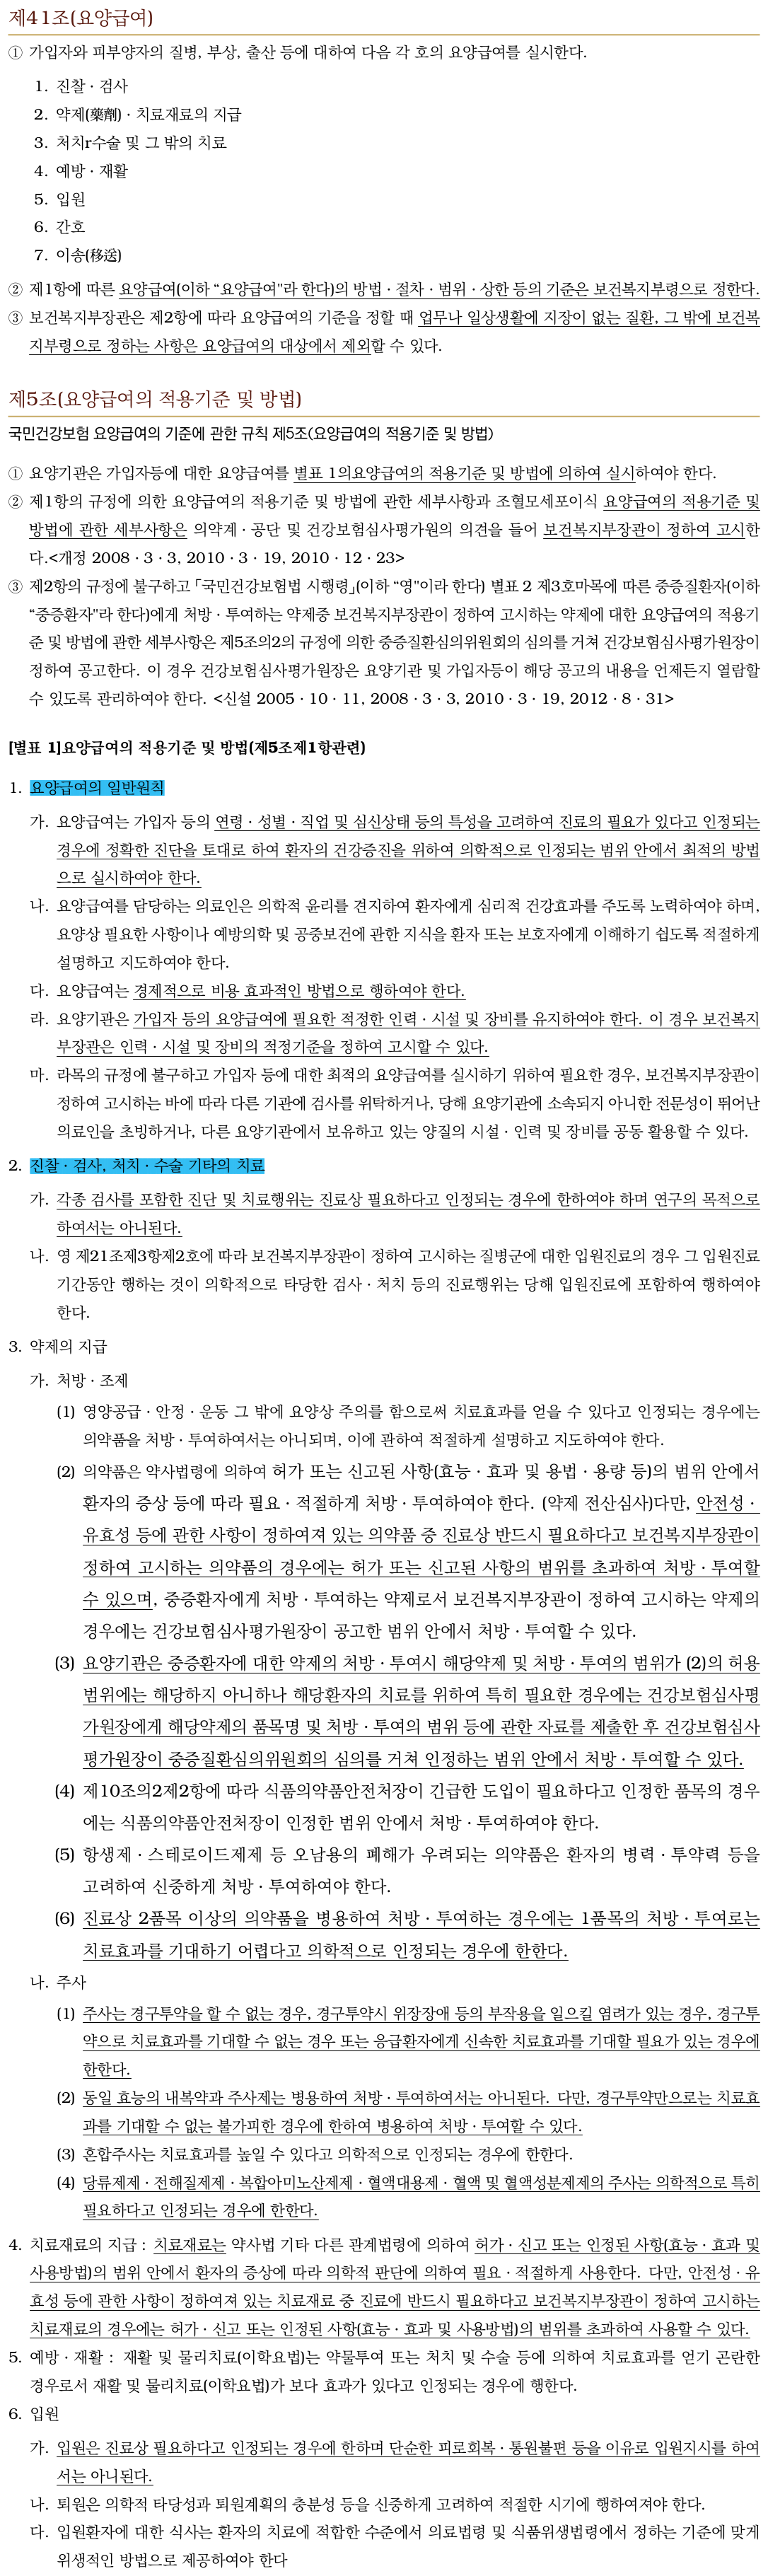 제41조(요양급여)
① 가입자와 피부양자의 질병, 부상, 출산 등에 대하여 다음 각 호의 요양급여를 실시한다.
1. 진찰 · 검사
2. 약제(藥劑) · 치료재료의 지급
3. 처치r수술 및 그 밖의 치료
4. 예방 · 재활
5. 입원
6. 간호
7. 이송(移送)
② 제1항에 따른 요양급여(이하 “요양급여"라 한다)의 방법 · 절차 · 범위 · 상한 등의 기준은 보건복지부령으로 정한다.
③ 보건복지부장관은 제2항에 따라 요양급여의 기준을 정할 때 업무나 일상생활에 지장이 없는 질환, 그 밖에 보건복
지부령으로 정하는 사항은 요양급여의 대상에서 제외할 수 있다.
제5조(요양급여의 적용기준 및 방법)
국민건강보험 요양급여의 기준에 관한 규칙 제5조(요양급여의 적용기준 및 방법)
① 요양기관은 가입자등에 대한 요양급여를 별표 1의요양급여의 적용기준 및 방법에 의하여 실시하여야 한다.
② 제1항의 규정에 의한 요양급여의 적용기준 및 방법에 관한 세부사항과 조혈모세포이식 요양급여의 적용기준 및
방법에 관한 세부사항은 의약계 · 공단 및 건강보험심사평가원의 의견을 들어 보건복지부장관이 정하여 고시한
다.<개정 2008 · 3 · 3, 2010 · 3 · 19, 2010 · 12 · 23>
③ 제2항의 규정에 불구하고 「국민건강보험법 시행령」(이하 “영"이라 한다) 별표 2 제3호마목에 따른 중증질환자(이하
“중증환자"라 한다)에게 처방 · 투여하는 약제중 보건복지부장관이 정하여 고시하는 약제에 대한 요양급여의 적용기
준 및 방법에 관한 세부사항은 제5조의2의 규정에 의한 중증질환심의위원회의 심의를 거쳐 건강보험심사평가원장이
정하여 공고한다. 이 경우 건강보험심사평가원장은 요양기관 및 가입자등이 해당 공고의 내용을 언제든지 열람할
수 있도록 관리하여야 한다. <신설 2005 · 10 · 11, 2008 · 3 · 3, 2010 · 3 · 19, 2012 · 8 · 31>
[별표 1]요양급여의 적용기준 및 방법(제5조제1항관련)
1. 요양급여의 일반원칙
가. 요양급여는 가입자 등의 연령 · 성별 · 직업 및 심신상태 등의 특성을 고려하여 진료의 필요가 있다고 인정되는
경우에 정확한 진단을 토대로 하여 환자의 건강증진을 위하여 의학적으로 인정되는 범위 안에서 최적의 방법
으로 실시하여야 한다.
나. 요양급여를 담당하는 의료인은 의학적 윤리를 견지하여 환자에게 심리적 건강효과를 주도록 노력하여야 하며,
요양상 필요한 사항이나 예방의학 및 공중보건에 관한 지식을 환자 또는 보호자에게 이해하기 쉽도록 적절하게
설명하고 지도하여야 한다.
다. 요양급여는 경제적으로 비용 효과적인 방법으로 행하여야 한다.
라. 요양기관은 가입자 등의 요양급여에 필요한 적정한 인력 · 시설 및 장비를 유지하여야 한다. 이 경우 보건복지
부장관은 인력 · 시설 및 장비의 적정기준을 정하여 고시할 수 있다.
마. 라목의 규정에 불구하고 가입자 등에 대한 최적의 요양급여를 실시하기 위하여 필요한 경우, 보건복지부장관이
정하여 고시하는 바에 따라 다른 기관에 검사를 위탁하거나, 당해 요양기관에 소속되지 아니한 전문성이 뛰어난
의료인을 초빙하거나, 다른 요양기관에서 보유하고 있는 양질의 시설 · 인력 및 장비를 공동 활용할 수 있다.
2. 진찰 · 검사, 처치 · 수술 기타의 치료
가. 각종 검사를 포함한 진단 및 치료행위는 진료상 필요하다고 인정되는 경우에 한하여야 하며 연구의 목적으로
하여서는 아니된다.
나. 영 제21조제3항제2호에 따라 보건복지부장관이 정하여 고시하는 질병군에 대한 입원진료의 경우 그 입원진료
기간동안 행하는 것이 의학적으로 타당한 검사 · 처치 등의 진료행위는 당해 입원진료에 포함하여 행하여야
한다.
3. 약제의 지급
가. 처방 · 조제
(1) 영양공급 · 안정 · 운동 그 밖에 요양상 주의를 함으로써 치료효과를 얻을 수 있다고 인정되는 경우에는
의약품을 처방 · 투여하여서는 아니되며, 이에 관하여 적절하게 설명하고 지도하여야 한다.
(2) 의약품은 약사법령에 의하여 허가 또는 신고된 사항(효능 · 효과 및 용법 · 용량 등)의 범위 안에서
환자의 증상 등에 따라 필요 · 적절하게 처방 · 투여하여야 한다. (약제 전산심사)다만, 안전성 ·
유효성 등에 관한 사항이 정하여져 있는 의약품 중 진료상 반드시 필요하다고 보건복지부장관이
정하여 고시하는 의약품의 경우에는 허가 또는 신고된 사항의 범위를 초과하여 처방 · 투여할
수 있으며, 중증환자에게 처방 · 투여하는 약제로서 보건복지부장관이 정하여 고시하는 약제의
경우에는 건강보험심사평가원장이 공고한 범위 안에서 처방 · 투여할 수 있다.
(3) 요양기관은 중증환자에 대한 약제의 처방 · 투여시 해당약제 및 처방 · 투여의 범위가 (2)의 허용
범위에는 해당하지 아니하나 해당환자의 치료를 위하여 특히 필요한 경우에는 건강보험심사평
가원장에게 해당약제의 품목명 및 처방 · 투여의 범위 등에 관한 자료를 제출한 후 건강보험심사
평가원장이 중증질환심의위원회의 심의를 거쳐 인정하는 범위 안에서 처방 · 투여할 수 있다.
(4) 제10조의2제2항에 따라 식품의약품안전처장이 긴급한 도입이 필요하다고 인정한 품목의 경우
에는 식품의약품안전처장이 인정한 범위 안에서 처방 · 투여하여야 한다.
(5) 항생제 · 스테로이드제제 등 오남용의 폐해가 우려되는 의약품은 환자의 병력 · 투약력 등을
고려하여 신중하게 처방 · 투여하여야 한다.
(6) 진료상 2품목 이상의 의약품을 병용하여 처방 · 투여하는 경우에는 1품목의 처방 · 투여로는
치료효과를 기대하기 어렵다고 의학적으로 인정되는 경우에 한한다.
나. 주사
(1) 주사는 경구투약을 할 수 없는 경우, 경구투약시 위장장애 등의 부작용을 일으킬 염려가 있는 경우, 경구투
약으로 치료효과를 기대할 수 없는 경우 또는 응급환자에게 신속한 치료효과를 기대할 필요가 있는 경우에
한한다.
(2) 동일 효능의 내복약과 주사제는 병용하여 처방 · 투여하여서는 아니된다. 다만, 경구투약만으로는 치료효
과를 기대할 수 없는 불가피한 경우에 한하여 병용하여 처방 · 투여할 수 있다.
(3) 혼합주사는 치료효과를 높일 수 있다고 의학적으로 인정되는 경우에 한한다.
(4) 당류제제 · 전해질제제 · 복합아미노산제제 · 혈액대용제 · 혈액 및 혈액성분제제의 주사는 의학적으로 특히
필요하다고 인정되는 경우에 한한다.
4. 치료재료의 지급 : 치료재료는 약사법 기타 다른 관계법령에 의하여 허가 · 신고 또는 인정된 사항(효능 · 효과 및
사용방법)의 범위 안에서 환자의 증상에 따라 의학적 판단에 의하여 필요 · 적절하게 사용한다. 다만, 안전성 · 유
효성 등에 관한 사항이 정하여져 있는 치료재료 중 진료에 반드시 필요하다고 보건복지부장관이 정하여 고시하는
치료재료의 경우에는 허가 · 신고 또는 인정된 사항(효능 · 효과 및 사용방법)의 범위를 초과하여 사용할 수 있다.
5. 예방 · 재활 : 재활 및 물리치료(이학요법)는 약물투여 또는 처치 및 수술 등에 의하여 치료효과를 얻기 곤란한
경우로서 재활 및 물리치료(이학요법)가 보다 효과가 있다고 인정되는 경우에 행한다.
6. 입원
가. 입원은 진료상 필요하다고 인정되는 경우에 한하며 단순한 피로회복 · 통원불편 등을 이유로 입원지시를 하여
서는 아니된다.
나. 퇴원은 의학적 타당성과 퇴원계획의 충분성 등을 신중하게 고려하여 적절한 시기에 행하여져야 한다.
다. 입원환자에 대한 식사는 환자의 치료에 적합한 수준에서 의료법령 및 식품위생법령에서 정하는 기준에 맞게
위생적인 방법으로 제공하여야 한다